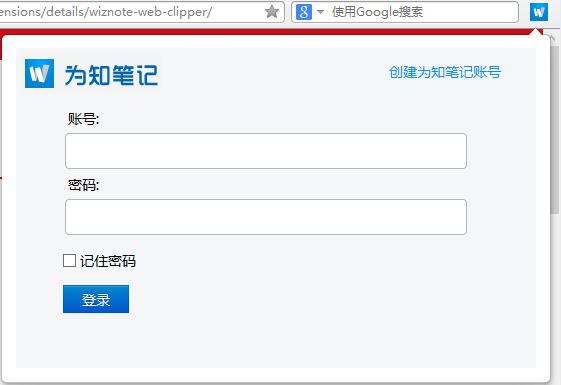 ensions/details/wiznote-web-clipper/
使用Google搜索
为知笔记
创建为知笔记账号
账号:
密码:
记住密码
登录